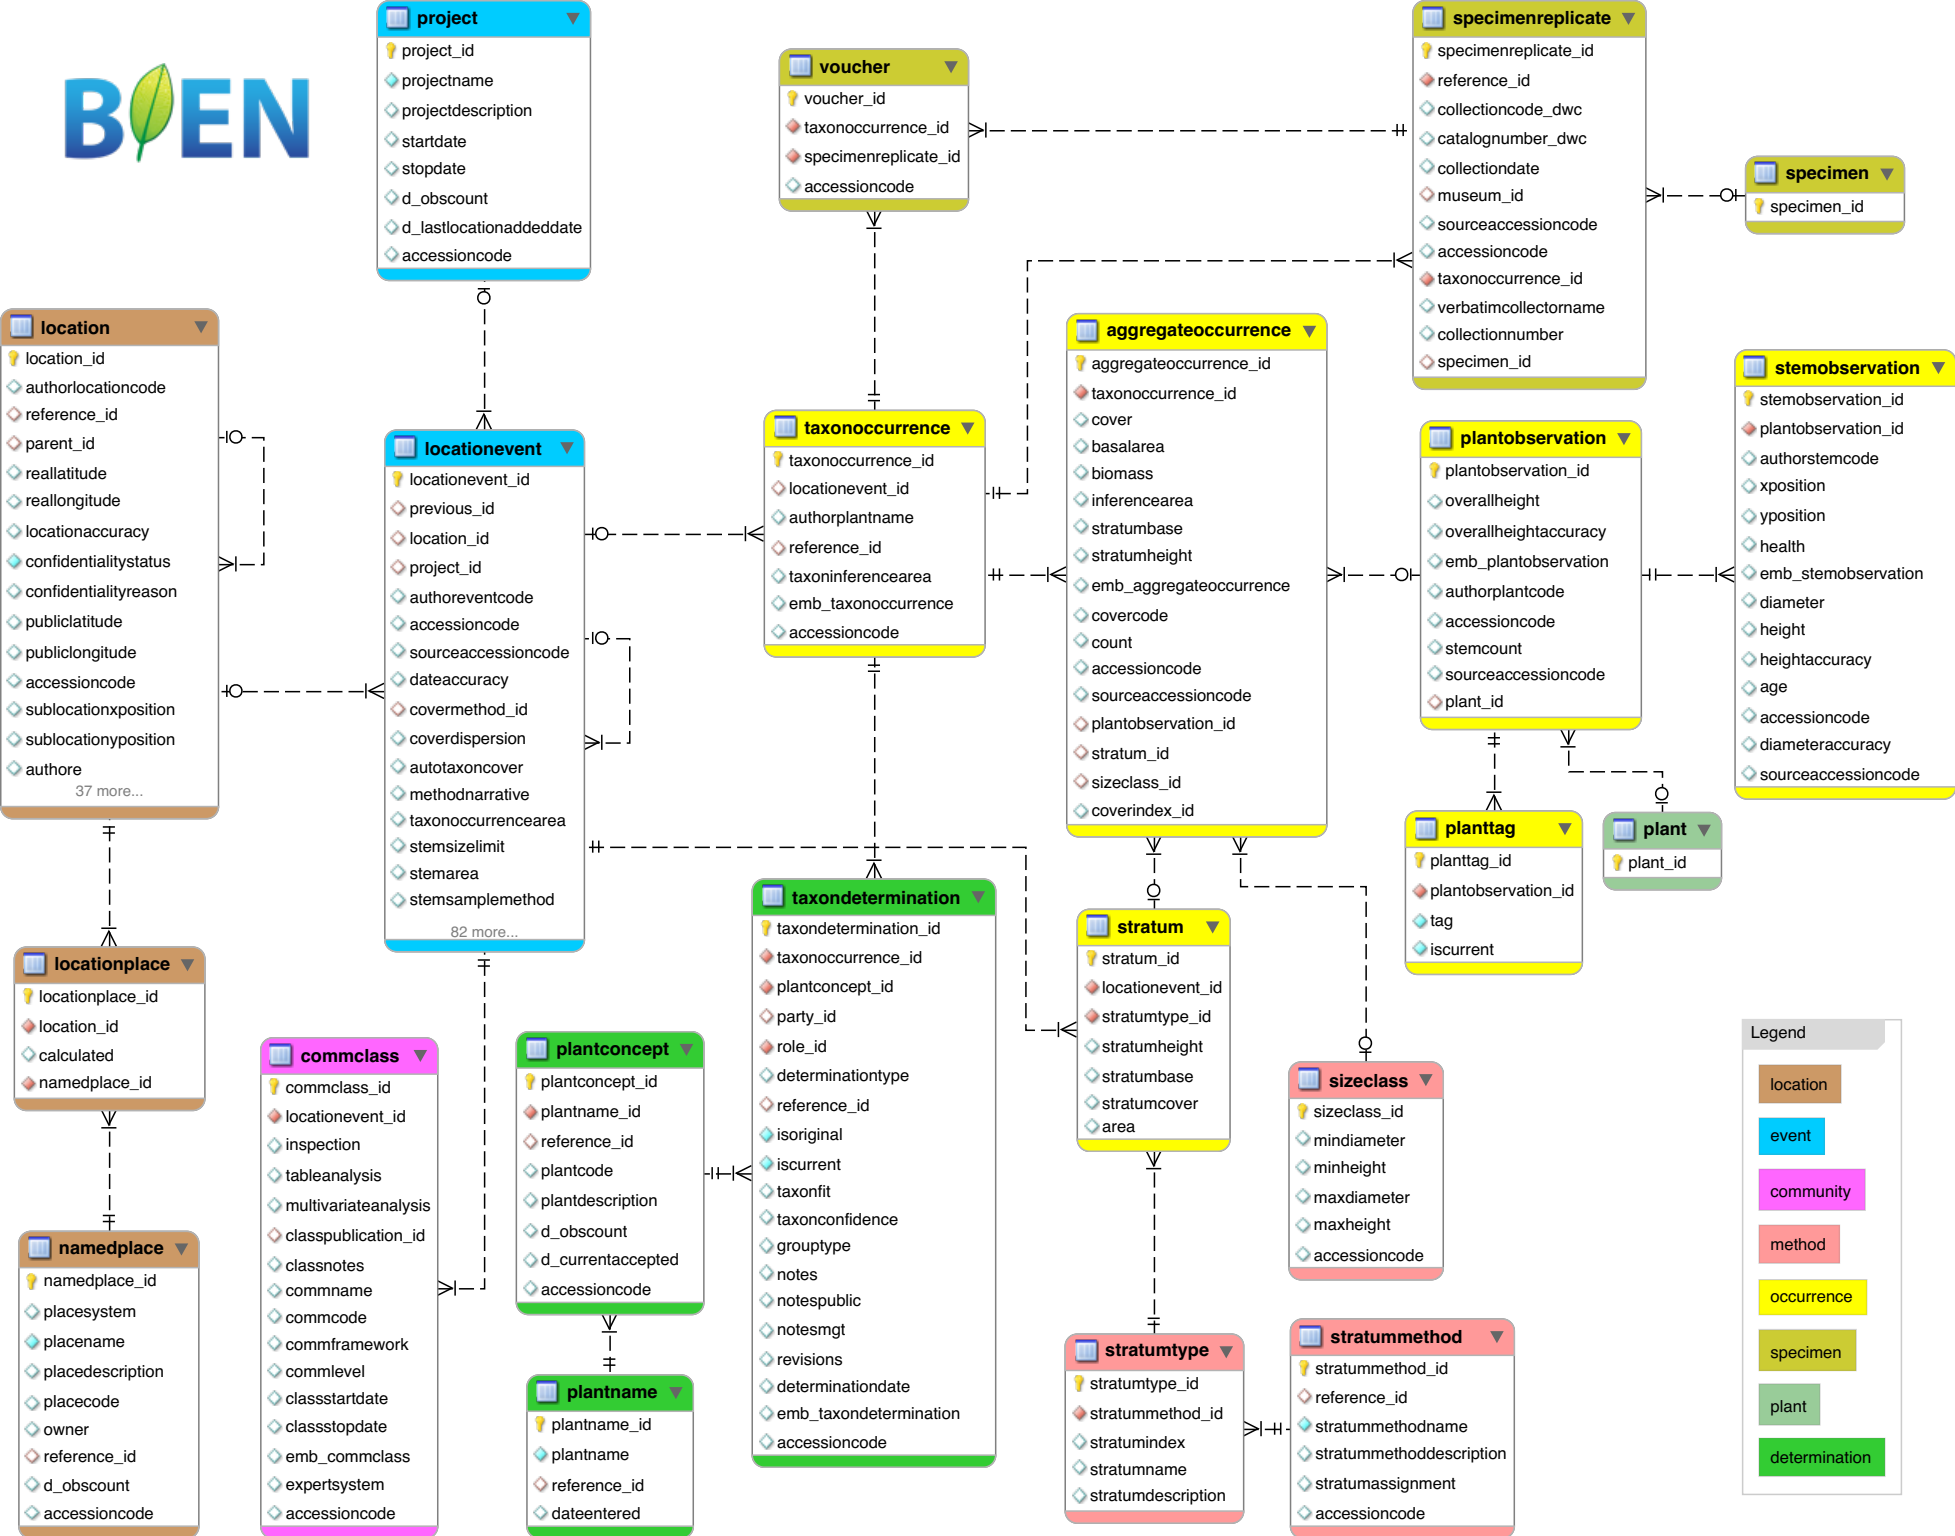 BIEN
project
project_id
projectname
projectdescription
startdate
stopdate
d_obscount
d_lastlocationaddeddate
accessioncode
voucher
voucher_id
taxonoccurrence_id
specimenreplicate_id
accessioncode
specimenreplicate
specimenreplicate_id
reference_id
collectioncode_dwc
catalognumber_dwc
collectiondate
museum_id
sourceaccessioncode
accessioncode
taxonoccurrence_id
verbatimcollectorname
collectionnumber
specimen_id
specimen
specimen_id
location
location_id
authorlocationcode
reference_id
parent_id
reallatitude
reallongitude
locationaccuracy
confidentialitystatus
confidentialityreason
publiclatitude
publiclongitude
accessioncode
sublocationxposition
sublocationyposition
authore
37 more...
locationevent
locationevent_id
previous_id
location_id
project_id
authoreventcode
accessioncode
sourceaccessioncode
dateaccuracy
covermethod_id
coverdispersion
autotaxoncover
methodnarrative
taxonoccurrencearea
stemsizelimit
stemarea
stemsamplemethod
82 more...
taxonoccurrence
taxonoccurrence_id
locationevent_id
authorplantname
reference_id
taxoninferencearea
emb_taxonoccurrence
accessioncode
aggregateoccurrence
aggregateoccurrence_id
taxonoccurrence_id
cover
basalarea
biomass
inferencearea
stratumbase
stratumheight
emb_aggregateoccurrence
covercode
count
accessioncode
sourceaccessioncode
plantobservation_id
stratum_id
sizeclass_id
coverindex_id
plantobservation
plantobservation_id
overallheight
overallheightaccuracy
emb_plantobservation
authorplantcode
accessioncode
stemcount
sourceaccessioncode
plant_id
stemobservation
stemobservation_id
plantobservation_id
authorstemcode
xposition
yposition
health
emb_stemobservation
diameter
height
heightaccuracy
age
accessioncode
diameteraccuracy
sourceaccessioncode
planttag
planttag_id
plantobservation_id
tag
iscurrent
plant
plant_id
locationplace
locationplace_id
location_id
calculated
namedplace_id
namedplace
namedplace_id
placesystem
placename
placedescription
placecode
owner
reference_id
d_obscount
accessioncode
commclass
commclass_id
locationevent_id
inspection
tableanalysis
multivariateanalysis
classpublication_id
classnotes
commname
commcode
commframework
commlevel
classstartdate
classstopdate
emb_commclass
expertsystem
accessioncode
plantconcept
plantconcept_id
plantname_id
reference_id
plantcode
plantdescription
d_obscount
d_currentaccepted
accessioncode
plantname
plantname_id
plantname
reference_id
dateentered
taxondetermination
taxondetermination_id
taxonoccurrence_id
plantconcept_id
party_id
role_id
determinationtype
reference_id
isoriginal
iscurrent
taxonfit
taxonconfidence
grouptype
notes
notespublic
notesmgt
revisions
determinationdate
emb_taxondetermination
accessioncode
stratum
stratum_id
locationevent_id
stratumtype_id
stratumheight
stratumbase
stratumcover
area
sizeclass
sizeclass_id
mindiameter
minheight
maxdiameter
maxheight
accessioncode
stratumtype
stratumtype_id
stratummethod_id
stratumindex
stratumname
stratumdescription
stratummethod
stratummethod_id
reference_id
stratummethodname
stratummethoddescription
stratumassignment
accessioncode
Legend
location
event
community
method
occurrence
specimen
plant
determination